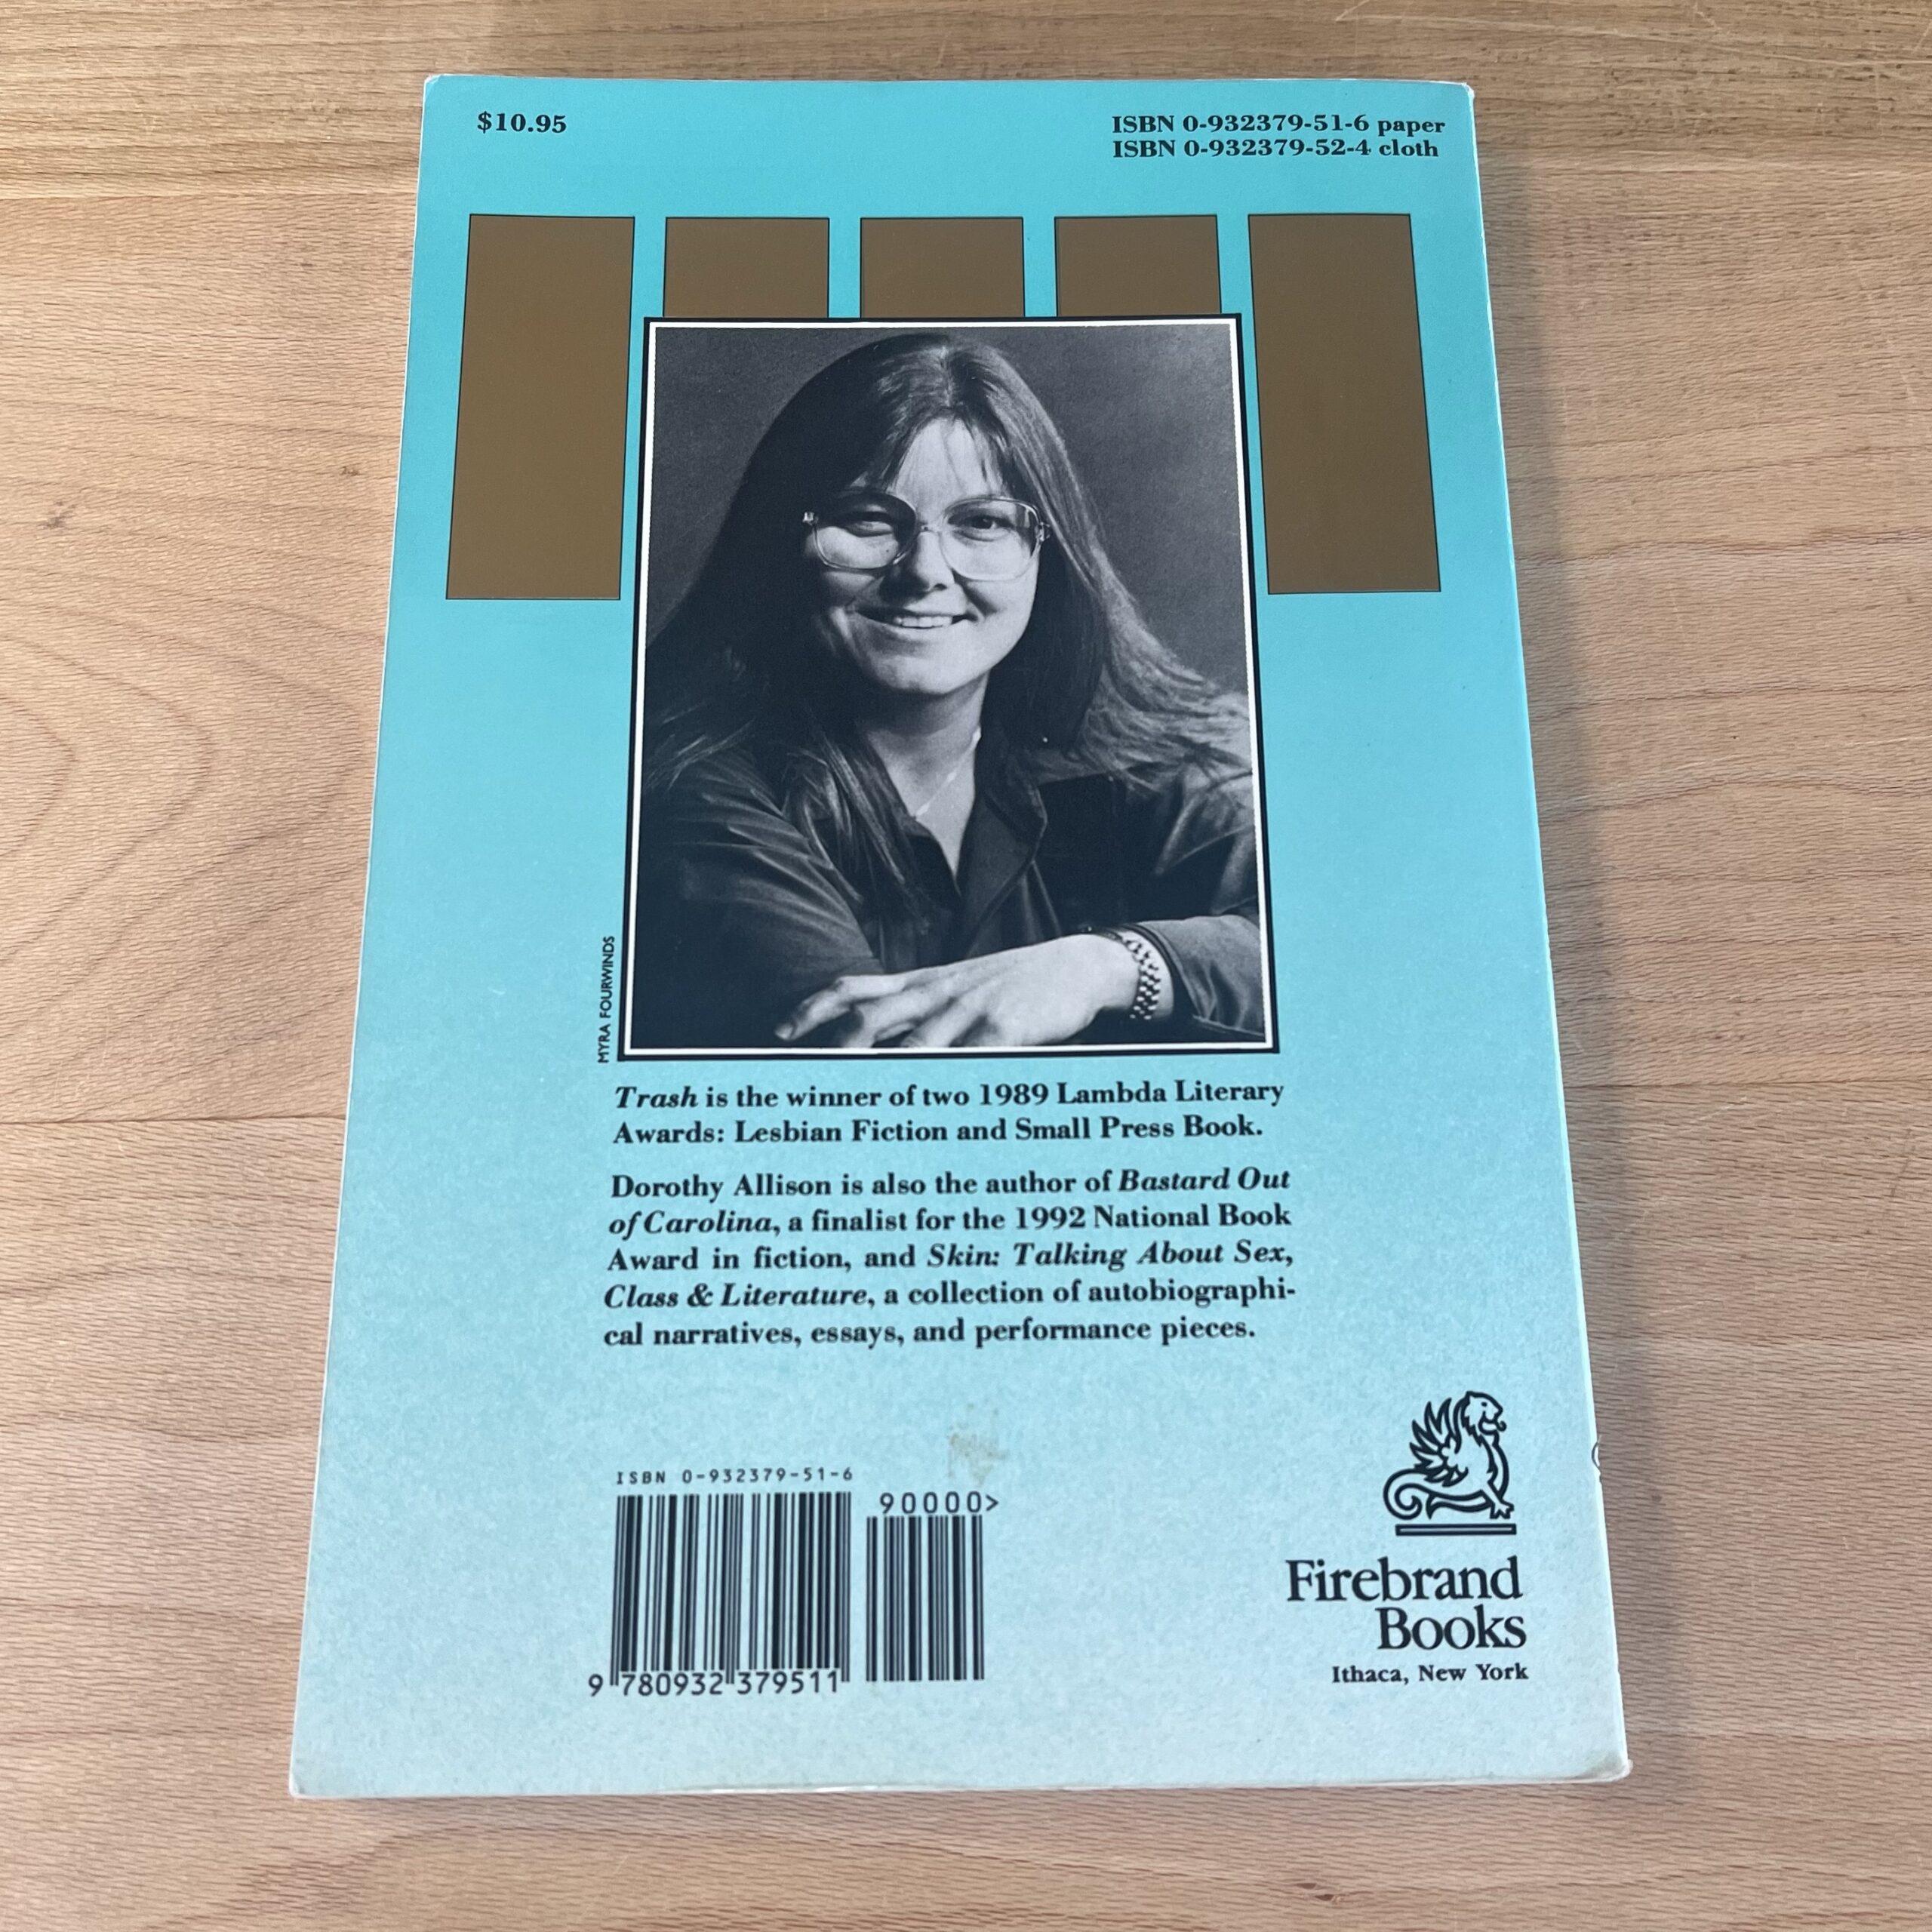 $10.95
ISBN 0-932379-51-6 paper
ISBN 0-932379-52-4 cloth
MYRA FOURWINDS
Trash is the winner of two 1989 Lambda Literary
Awards: Lesbian Fiction and Small Press Book.
Dorothy Allison is also the author of Bastard Out
of Carolina, a finalist for the 1992 National Book
Award in fiction, and Skin: Talking About Sex,
Class & Literature, a collection of autobiographi-
cal narratives, essays, and performance pieces.
ISBN 0-932379-51-6
90000>
9 780932 379511
Firebrand
Books
Ithaca, New York